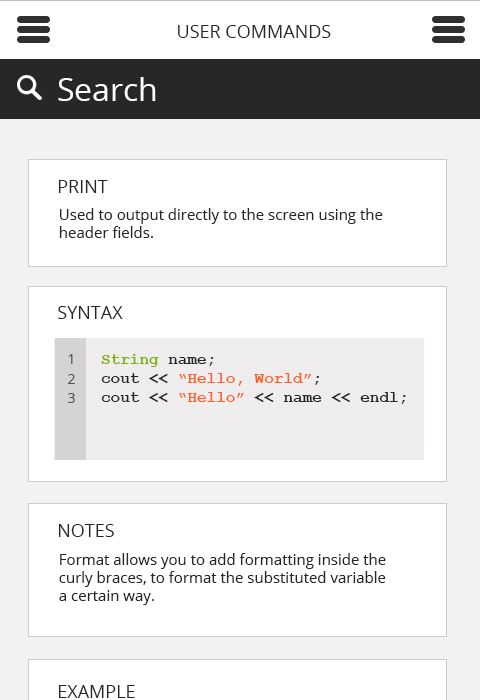 USER COMMANDS
Search
PRINT
Used to output directly to the screen using the
header fields.
SYNTAX
1 String name;
2 cout << “Hello, World”;
3 cout << “Hello” << name << endl;
NOTES
Format allows you to add formatting inside the
curly braces, to format the substituted variable
a certain way.
EXAMPLE